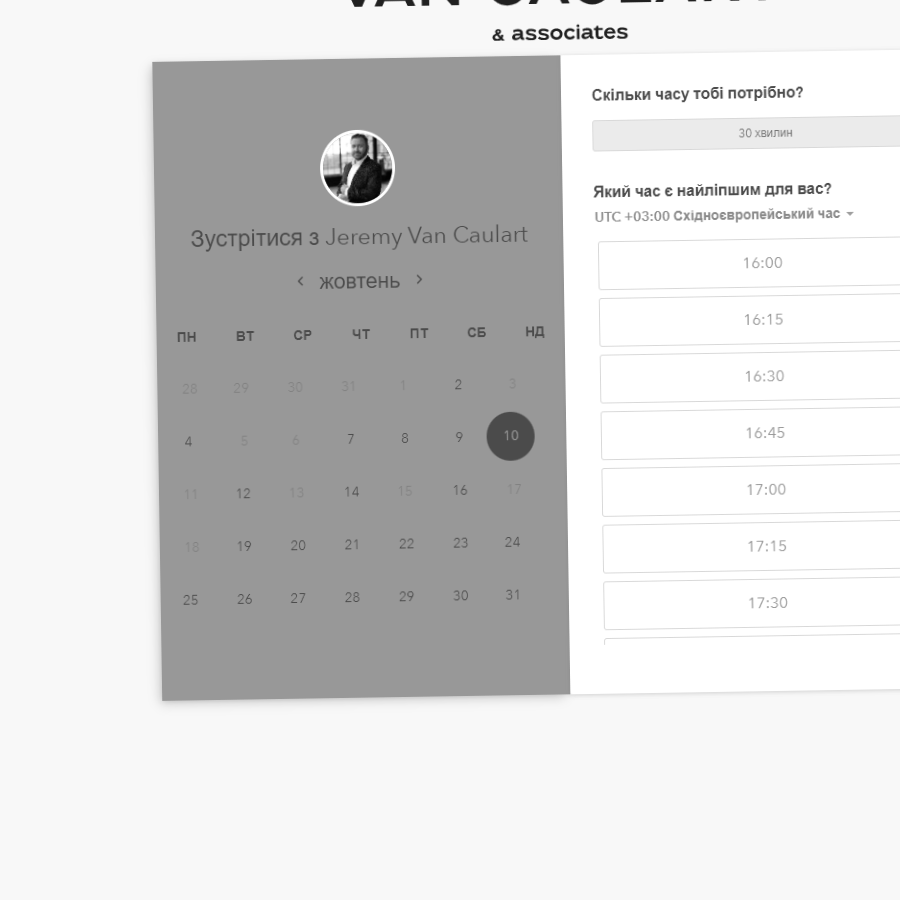 & associates
Зустрітися з Jeremy Van Caulart
‹ жовтень ›
ПН ВТ СР ЧТ ПТ СБ НД
28 29 30 31 1 2 3
4 5 6 7 8 9 10
11 12 13 14 15 16 17
18 19 20 21 22 23 24
25 26 27 28 29 30 31
Скільки часу тобі потрібно?
30 хвилин
Який час є найліпшим для вас?
UTC +03:00 Східноєвропейський час
16:00
16:15
16:30
16:45
17:00
17:15
17:30